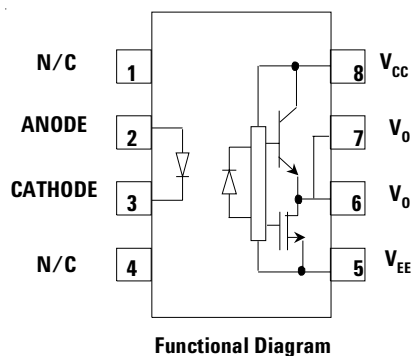 N/C 1
8 VCC
ANODE 2
7 VO
CATHODE 3
6 VO
N/C 4
5 VEE
Functional Diagram